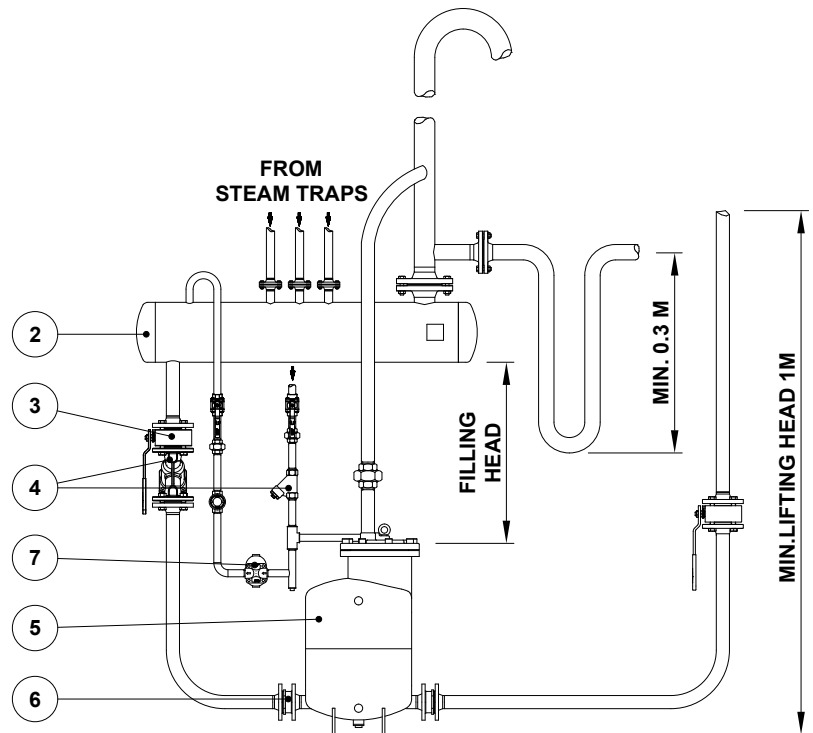 FROM
STEAM TRAPS
2
3
4
7
5
6
FILLING
HEAD
MIN. 0.3 M
MIN.LIFTING HEAD 1M